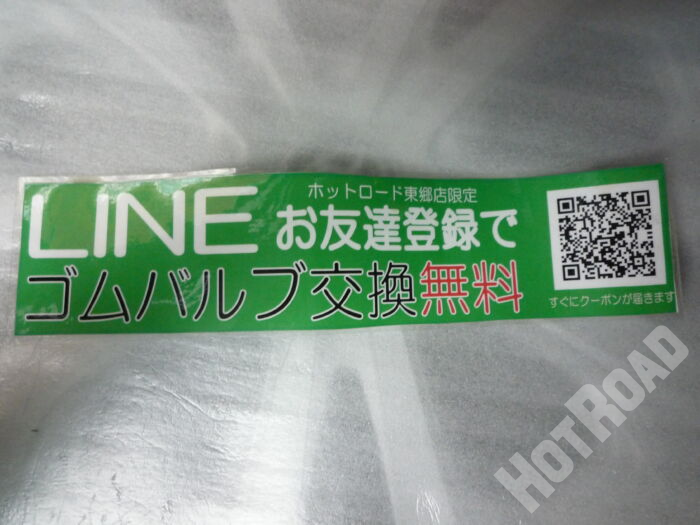 ホットロード東郷店限定
LINE お友達登録で
ゴムバルブ交換無料
すぐにクーポンが届きます
HOTROAD